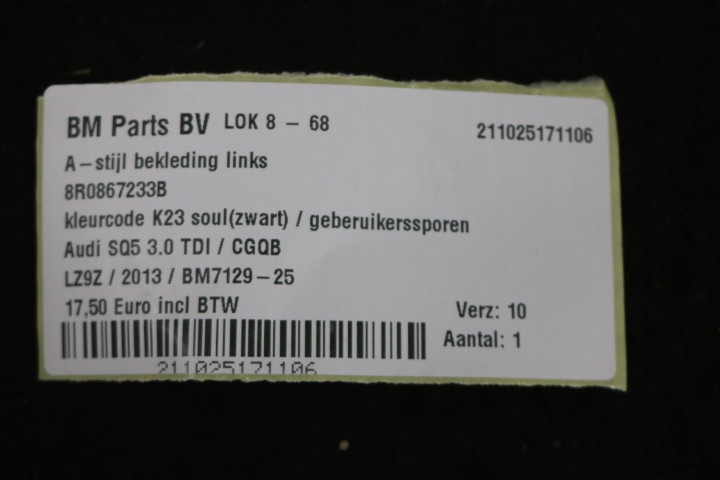 BM Parts BV LOK 8 – 68 211025171106
A–stijl bekleding links
8R0867233B
kleurcode K23 soul(zwart) / geberuikerssporen
Audi SQ5 3.0 TDI / CGQB
LZ9Z / 2013 / BM7129–25
17,50 Euro incl BTW Verz: 10
Aantal: 1
211025171106